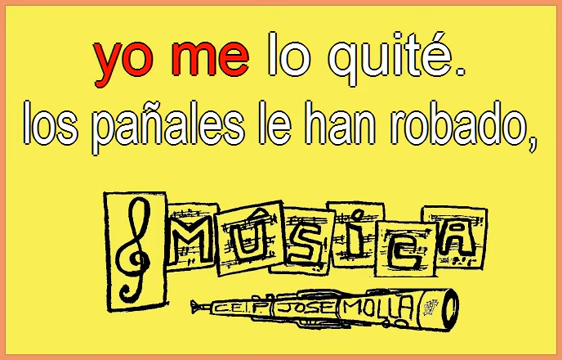 yo me lo quité.
los pañales le han robado,
MÚSICA
C.E.I.P JOSE MOLLA